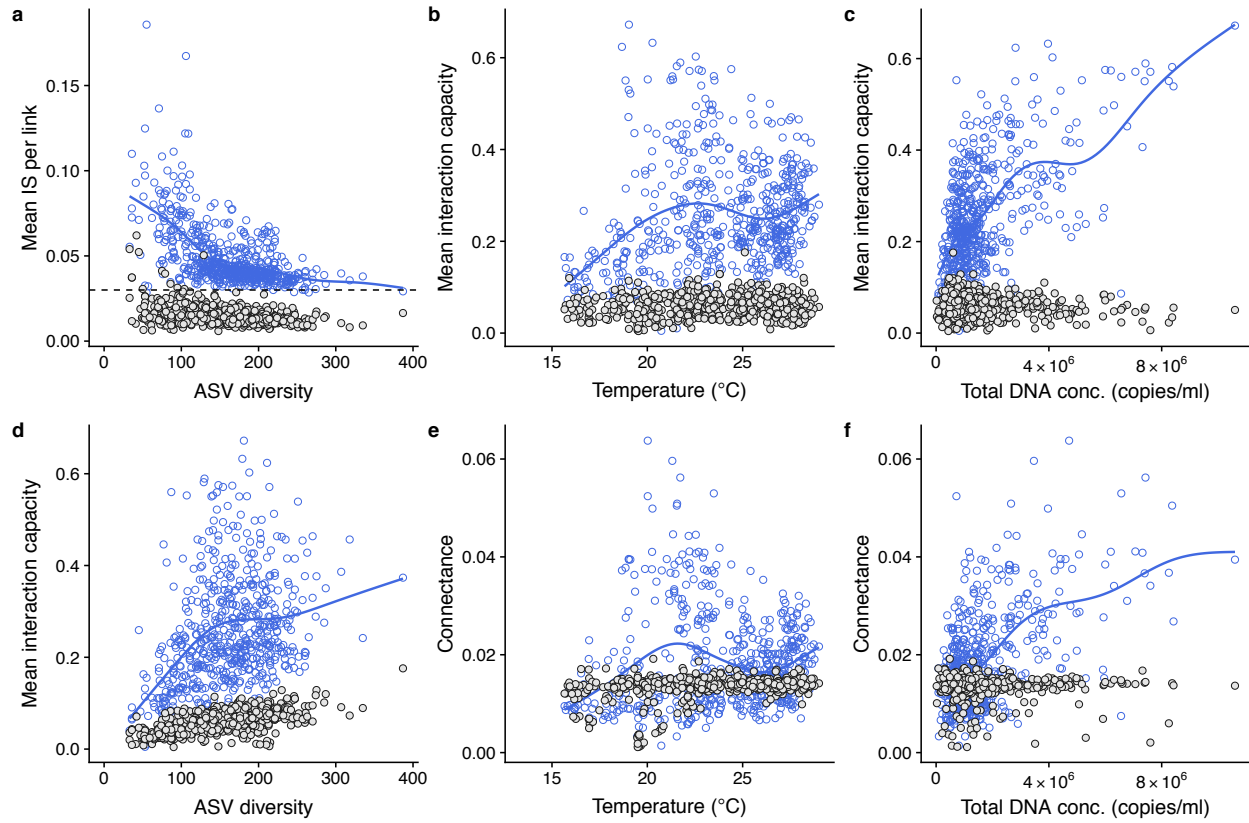 a
0.15
0.10
0.05
0.00
Mean IS per link
0
100
200
300
400
ASV diversity
b
0.6
0.4
0.2
0.0
Mean interaction capacity
15
20
25
Temperature (°C)
c
0.6
0.4
0.2
0.0
Mean interaction capacity
0
4 × 10⁶
8 × 10⁶
Total DNA conc. (copies/ml)
d
0.6
0.4
0.2
0.0
Mean interaction capacity
0
100
200
300
400
ASV diversity
e
0.06
0.04
0.02
0.00
Connectance
15
20
25
Temperature (°C)
f
0.06
0.04
0.02
0.00
Connectance
0
4 × 10⁶
8 × 10⁶
Total DNA conc. (copies/ml)